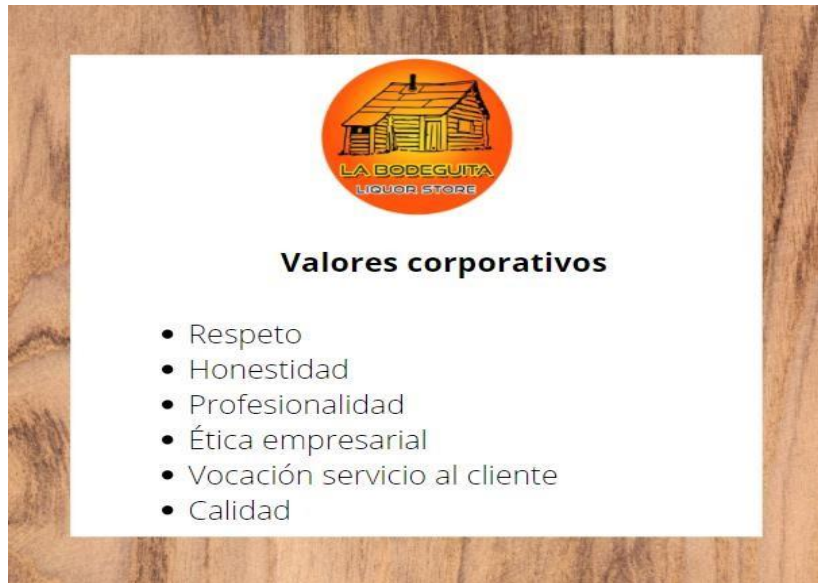 LA BODEGUITA
LIQUOR STORE
Valores corporativos
• Respeto
• Honestidad
• Profesionalidad
• Ética empresarial
• Vocación servicio al cliente
• Calidad